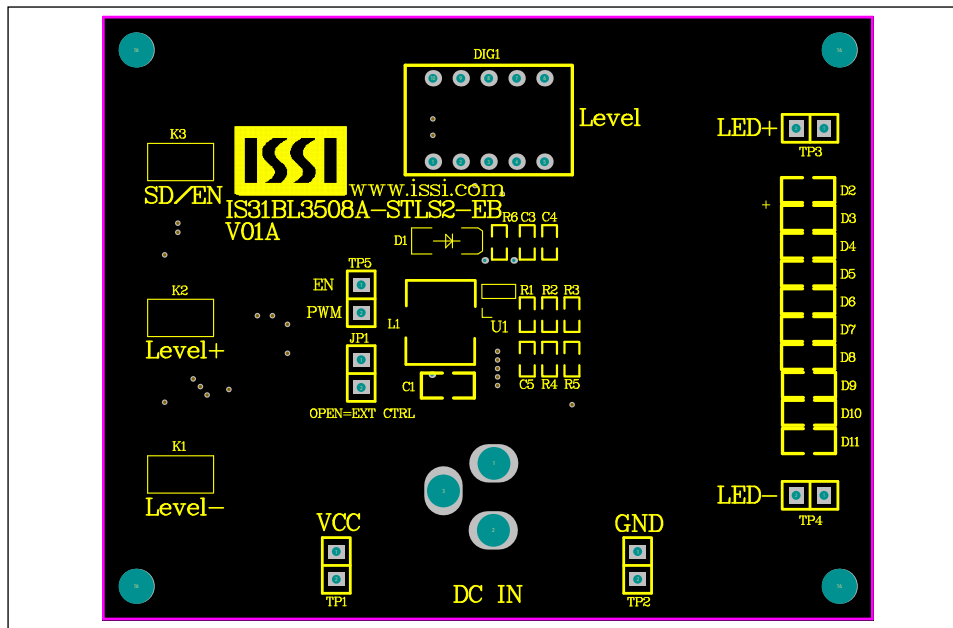 DIG1
Level
LED+
TP3
K3
ISSI
SD/EN
www.issi.com
IS31BL3508A-STLS2-EB
V01A
D2
+
D3
D4
D5
D6
D7
D8
D9
D10
D11
R6 C3 C4
D1
TP5
EN
PWM
K2
Level+
L1
U1
R1 R2 R3
JP1
C1
C5 R4 R5
OPEN=EXT CTRL
K1
Level-
LED-
TP4
VCC
TP1
DC IN
GND
TP2